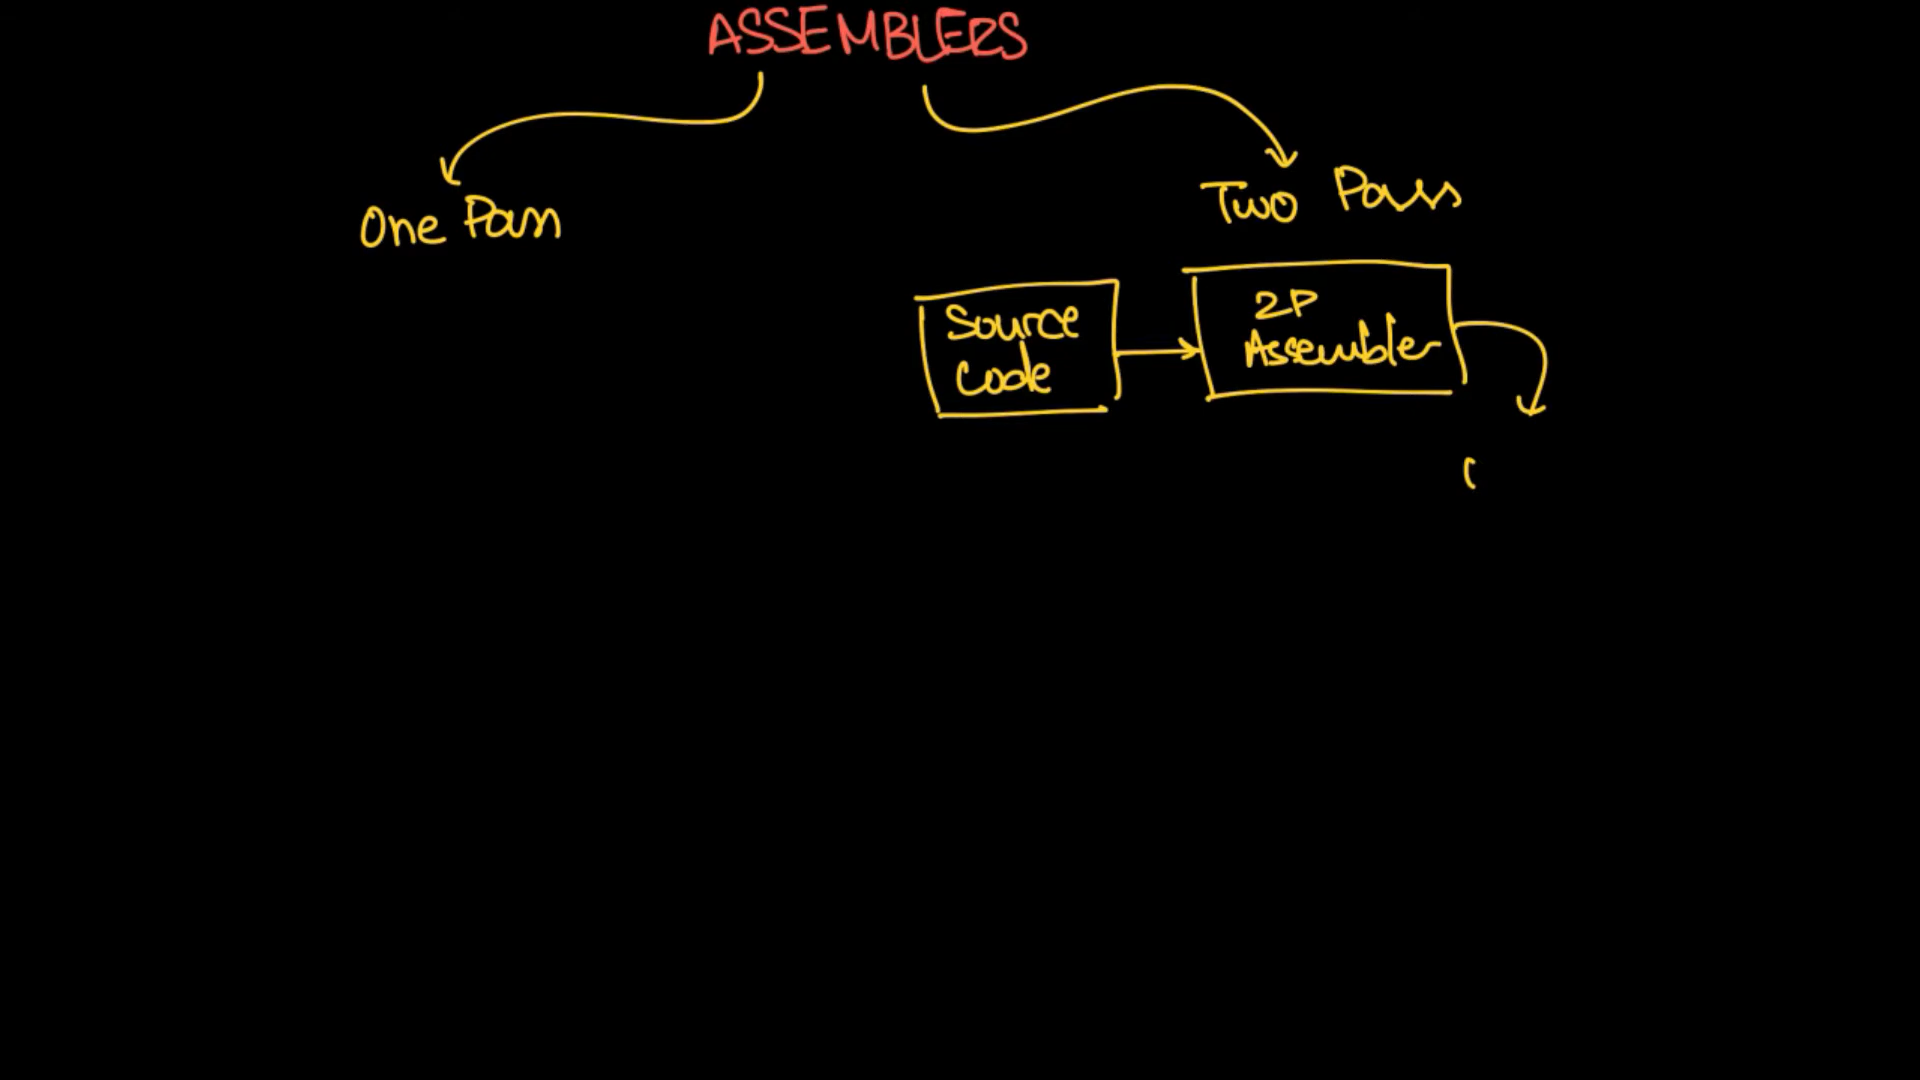 ASSEMBLERS
One Pass
Two Pass
Source
Code
2P
Assembler